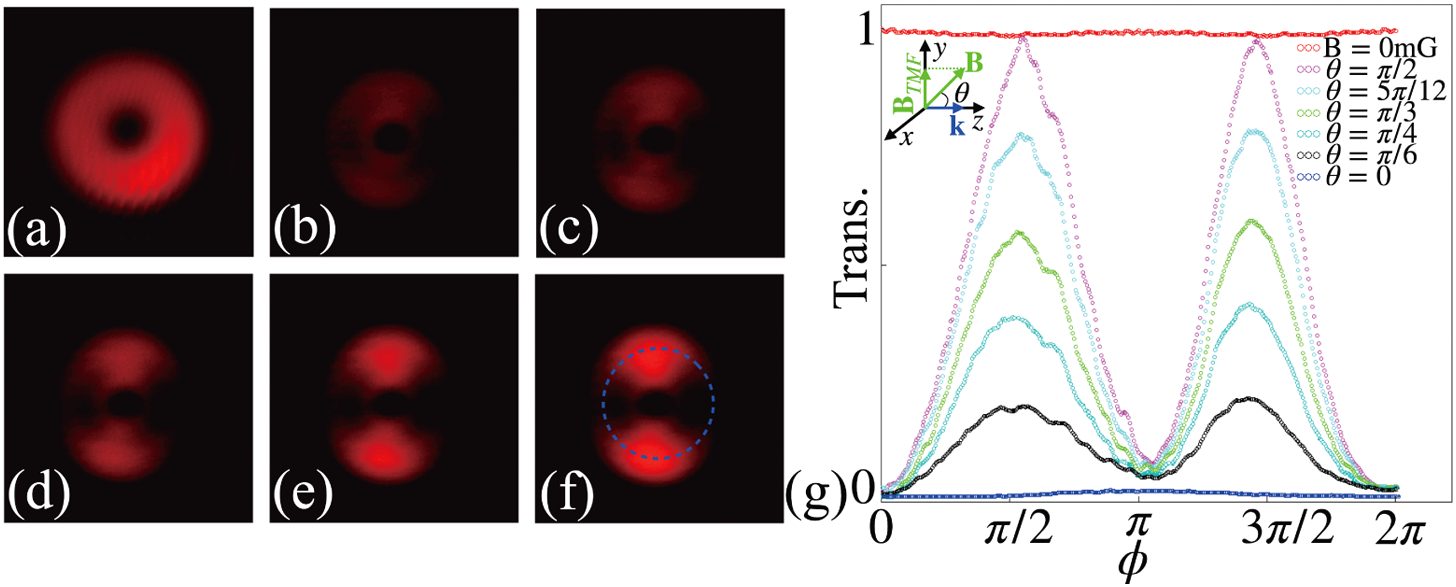 (a)
(b)
(c)
(d)
(e)
(f)
(g)
Trans.
1
0
y
B
B_TMF
θ
k
z
x
B = 0mG
θ = π/2
θ = 5π/12
θ = π/3
θ = π/4
θ = π/6
θ = 0
0
π/2
π
3π/2
2π
ϕ